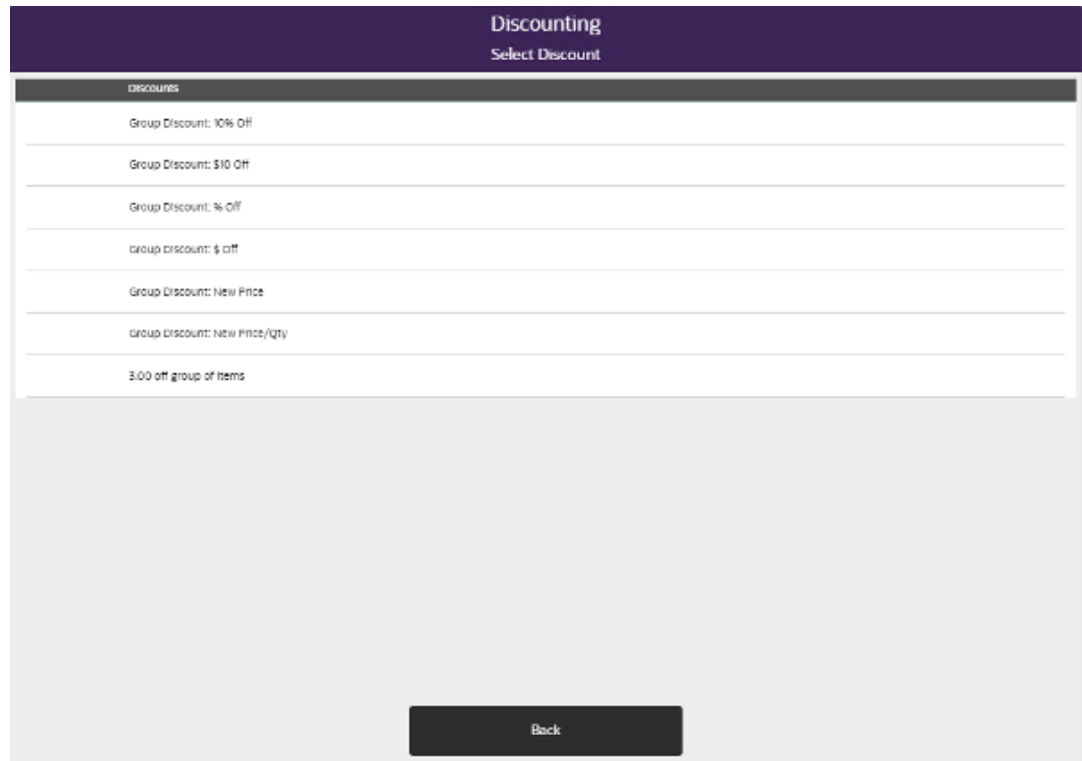 Discounting
Select Discount
Discounts
Group Discount: 10% Off
Group Discount: $10 Off
Group Discount: % Off
Group Discount: $ Off
Group Discount: New Price
Group Discount: New Price/Qty
3.00 off group of items
Back